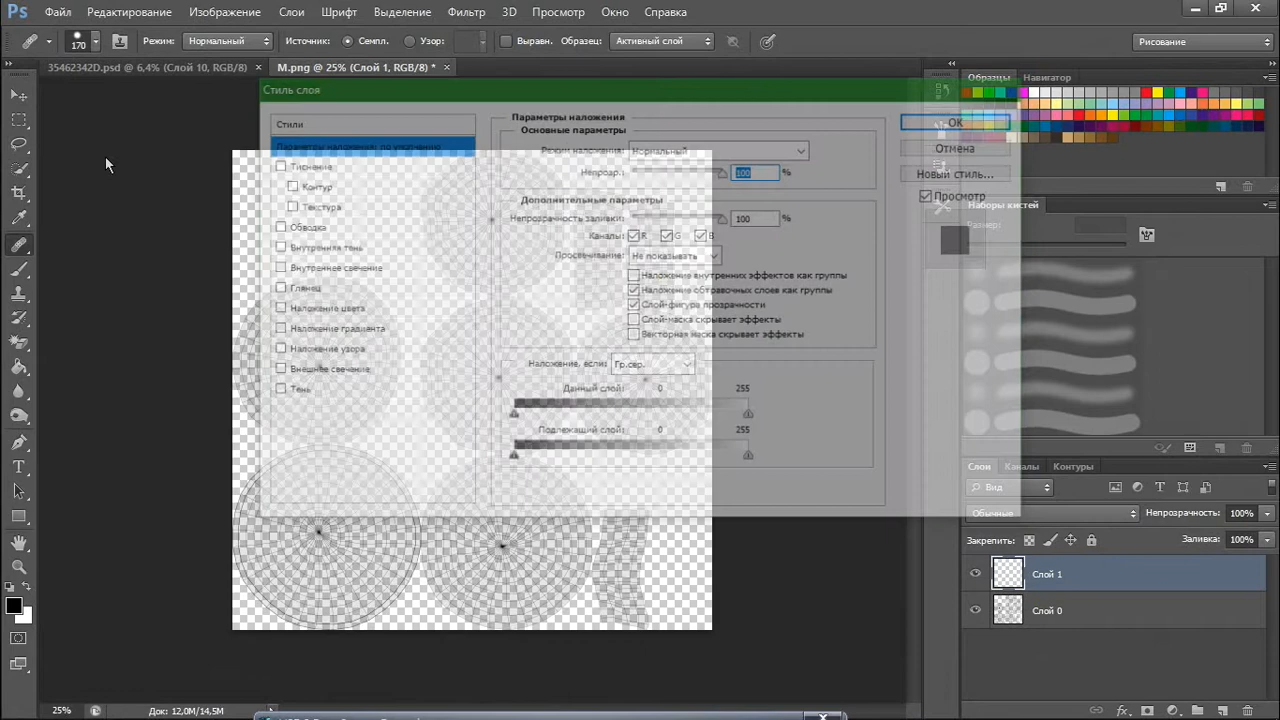 Ps Файл Редактирование Изображение Слои Шрифт Выделение Фильтр 3D Просмотр Окно Справка
170 Режим: Нормальный Источник: Семпл. Узор: Выравн. Образец: Активный слой Рисование
35462342D.psd @ 6,4% (Слой 10, RGB/8) × M.png @ 25% (Слой 1, RGB/8) * ×
Образцы Навигатор
Стиль слоя
Стили
Параметры наложения: по умолчанию
Тиснение
Контур
Текстура
Обводка
Внутренняя тень
Внутреннее свечение
Глянец
Наложение цвета
Наложение градиента
Наложение узора
Внешнее свечение
Тень
Параметры наложения
Основные параметры
Режим наложения: Нормальный
Непрозр.: 100 %
Дополнительные параметры
Непрозрачность заливки: 100 %
Каналы: R G B
Просвечивание: Не показывать
Наложение внутренних эффектов как группы
Наложение обтравочных слоев как группы
Слой-фигура прозрачности
Слой-маска скрывает эффекты
Векторная маска скрывает эффекты
Наложение, если: Гр.сер.
Данный слой: 0 255
Подлежащий слой: 0 255
OK
Отмена
Новый стиль...
Просмотр
Наборы кистей
Размер:
Слои Каналы Контуры
Вид
Обычные Непрозрачность: 100%
Закрепить: Заливка: 100%
Слой 1
Слой 0
25% Док: 12,0M/14,5M